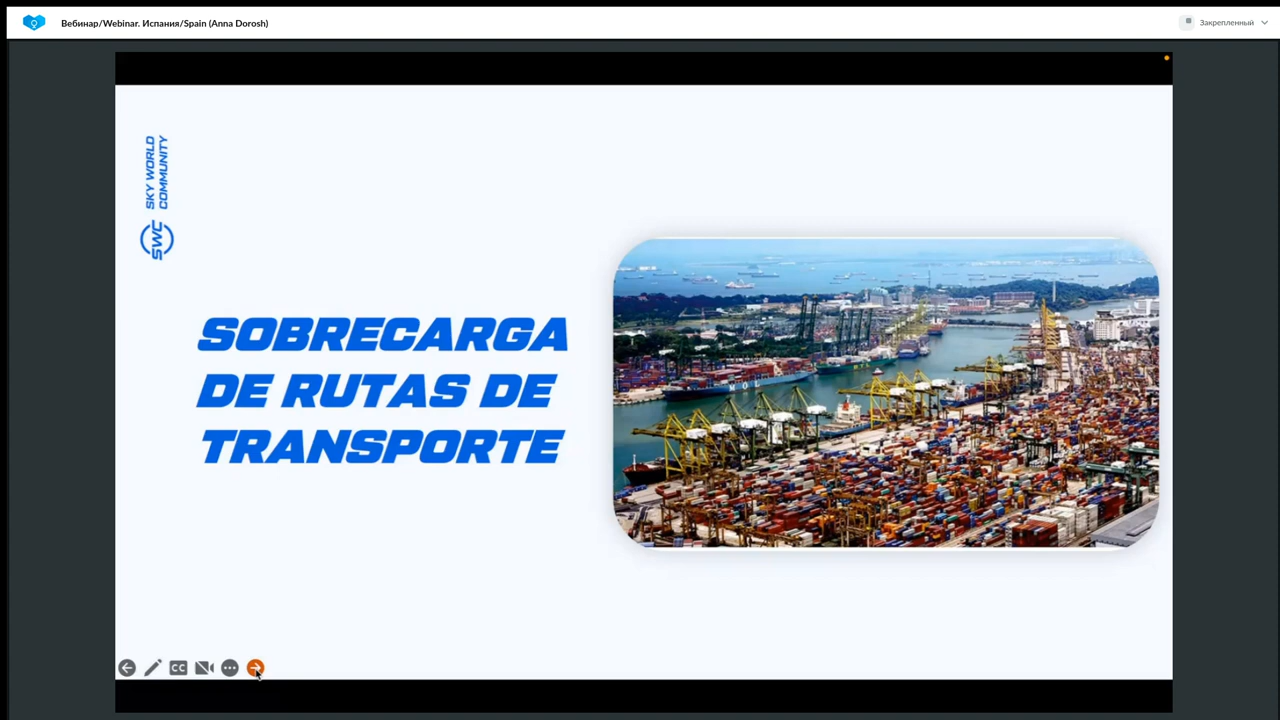 Вебинар/Webinar. Испания/Spain (Anna Dorosh)
Закрепленный
SKY WORLD
COMMUNITY
SWC
SOBRECARGA
DE RUTAS DE
TRANSPORTE
MOL
CC